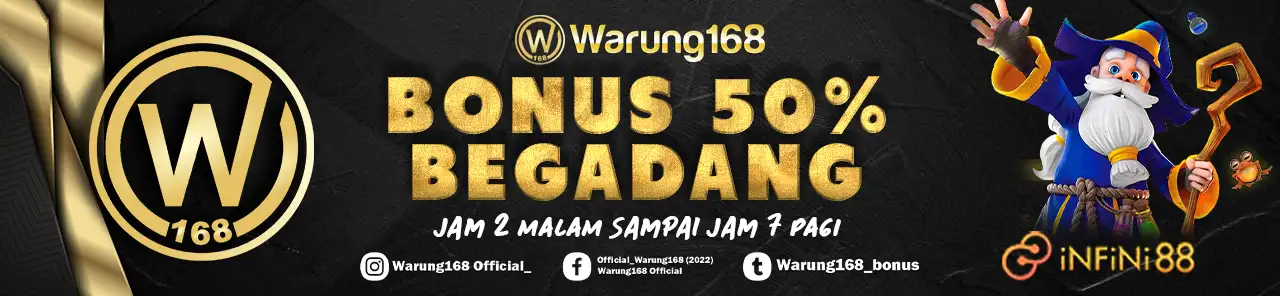 W
168
W
168
Warung168
BONUS 50%
BEGADANG
JAM 2 MALAM SAMPAI JAM 7 PAGI
Warung168 Official_
Official_Warung168 (2022)
Warung168 Official
Warung168_bonus
iNFiNi88